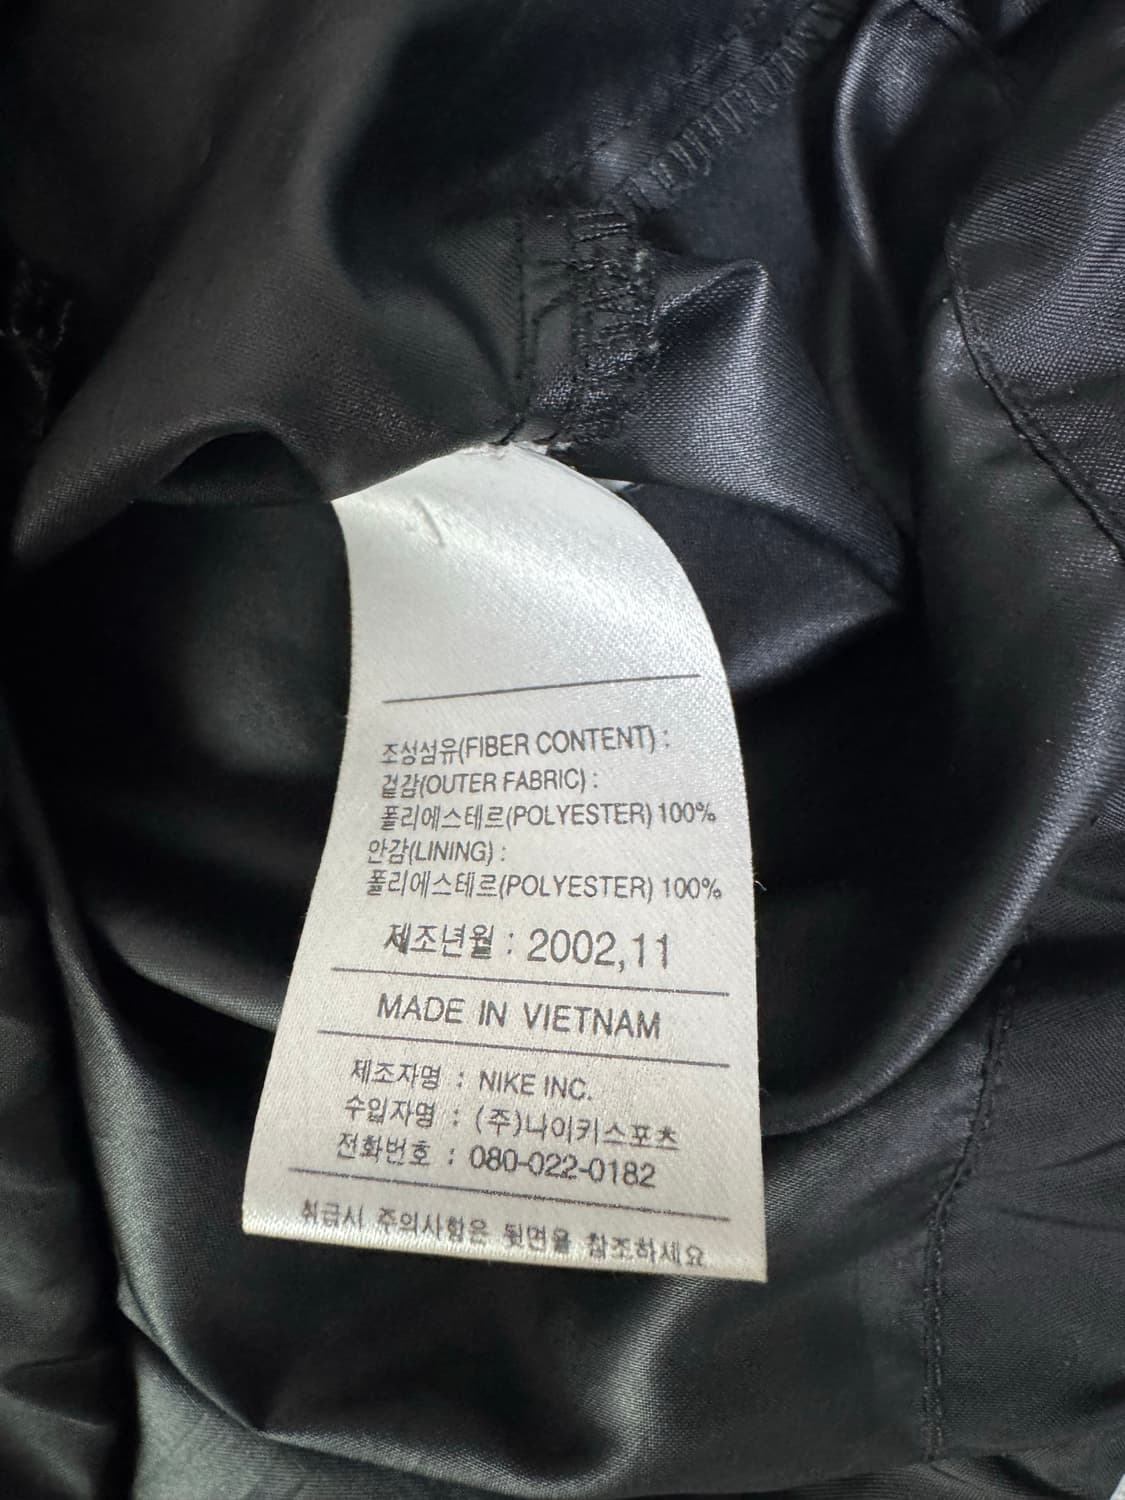 조성섬유(FIBER CONTENT) :
겉감(OUTER FABRIC) :
폴리에스테르(POLYESTER) 100%
안감(LINING) :
폴리에스테르(POLYESTER) 100%
제조년월 : 2002,11
MADE IN VIETNAM
제조자명 : NIKE INC.
수입자명 : (주)나이키스포츠
전화번호 : 080-022-0182
취급시 주의사항은 뒷면을 참조하세요